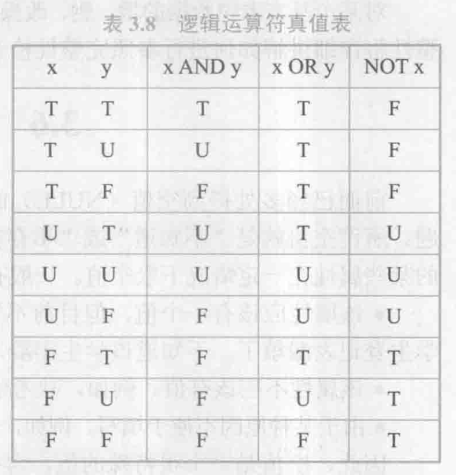 表 3.8 逻辑运算符真值表
x y x AND y x OR y NOT x
T T T T F
T U U T F
T F F T F
U T U T U
U U U U U
U F F U U
F T F T T
F U F U T
F F F F T